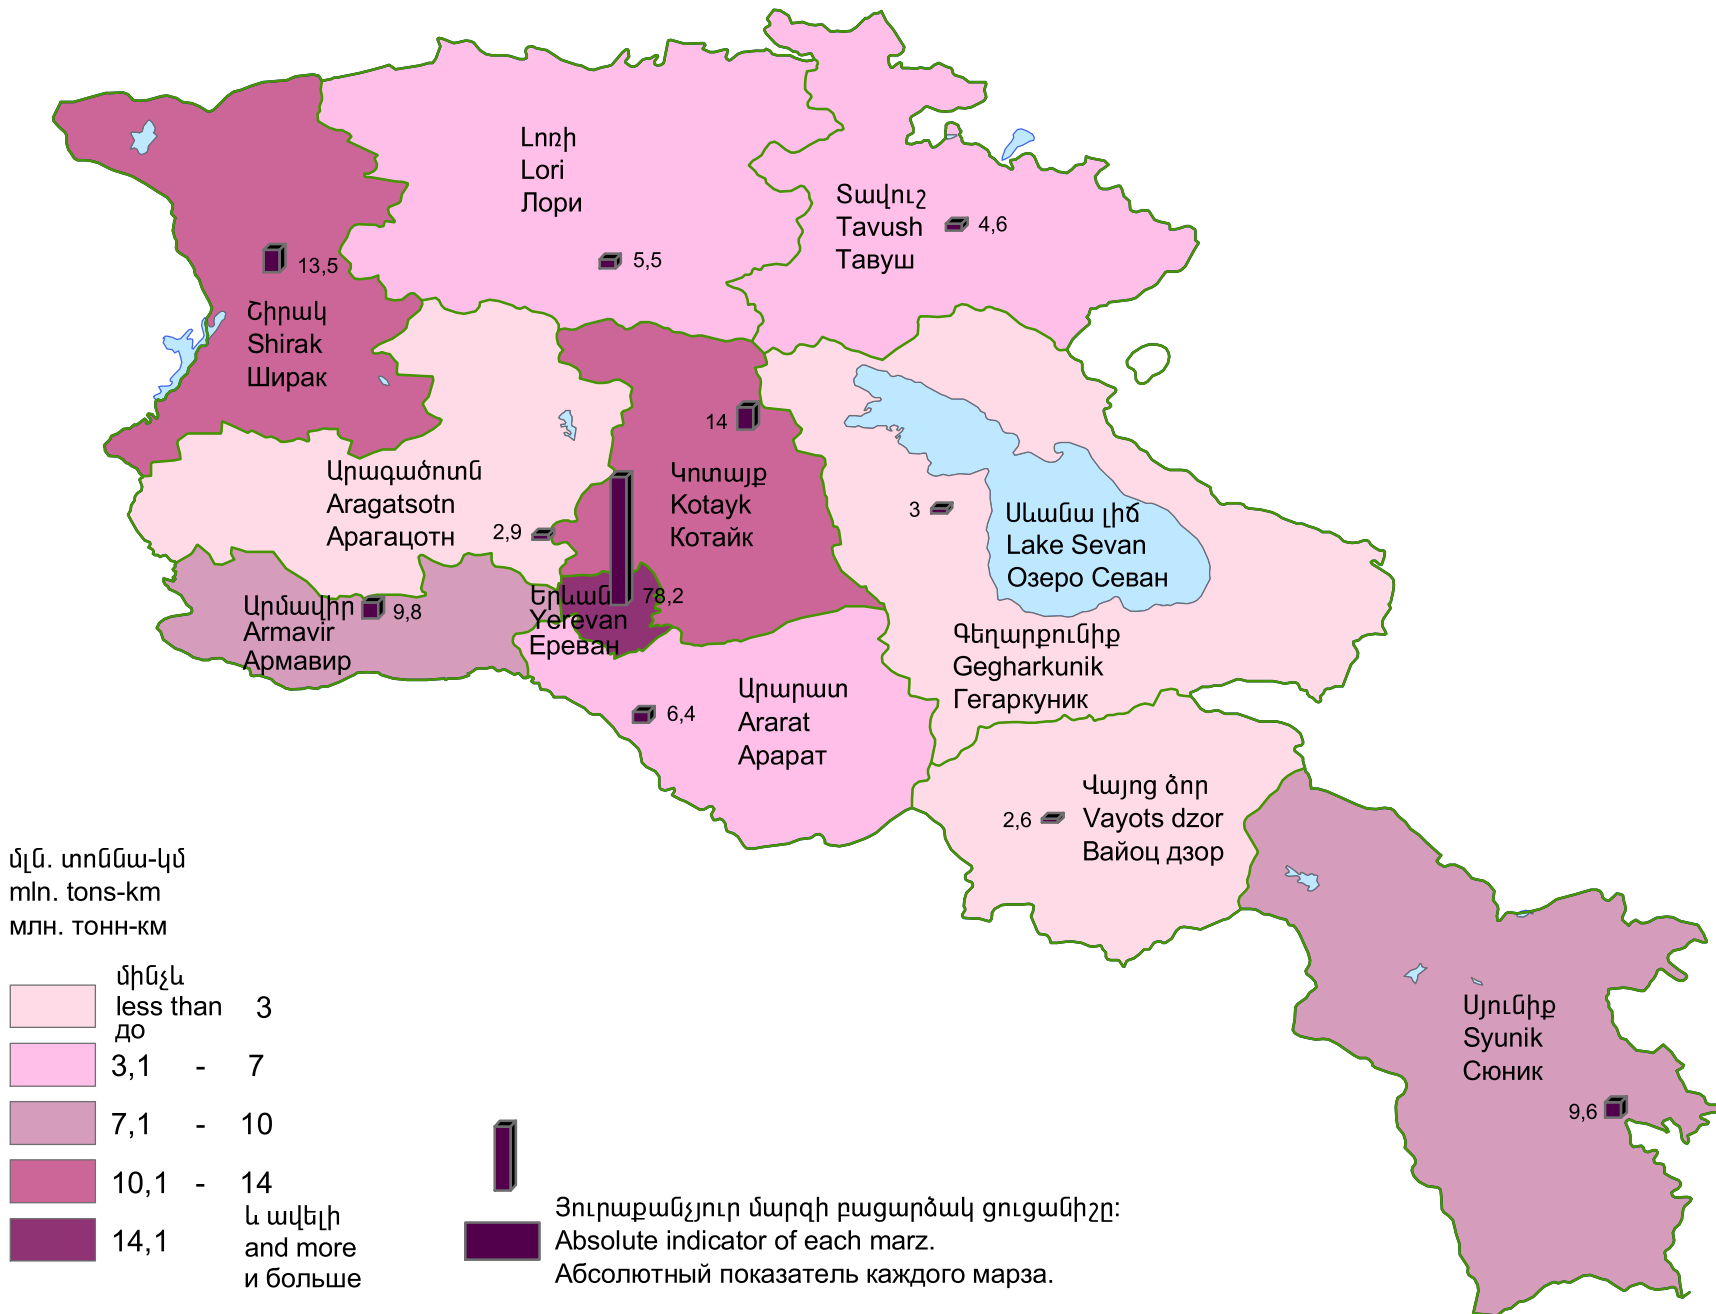 Լոռի
Lori
Лори
Տավուշ
Tavush
Тавуш
4,6
5,5
13,5
Շիրակ
Shirak
Ширак
14
Կոտայք
Kotayk
Котайк
Արագածոտն
Aragatsotn
Арагацотн
2,9
3
Սևանա լիճ
Lake Sevan
Озеро Севан
Արմավիր
Armavir
Армавир
9,8
Երևան
Yerevan
Ереван
78,2
Գեղարքունիք
Gegharkunik
Гегаркуник
Արարատ
Ararat
Арарат
6,4
Վայոց ձոր
Vayots dzor
Вайоц дзор
2,6
Սյունիք
Syunik
Сюник
9,6
մլն. տոննա-կմ
mln. tons-km
млн. тонн-км
մինչև
less than 3
до
3,1 - 7
7,1 - 10
10,1 - 14
14,1
և ավելի
and more
и больше
Յուրաքանչյուր մարզի բացարձակ ցուցանիշը:
Absolute indicator of each marz.
Абсолютный показатель каждого марза.